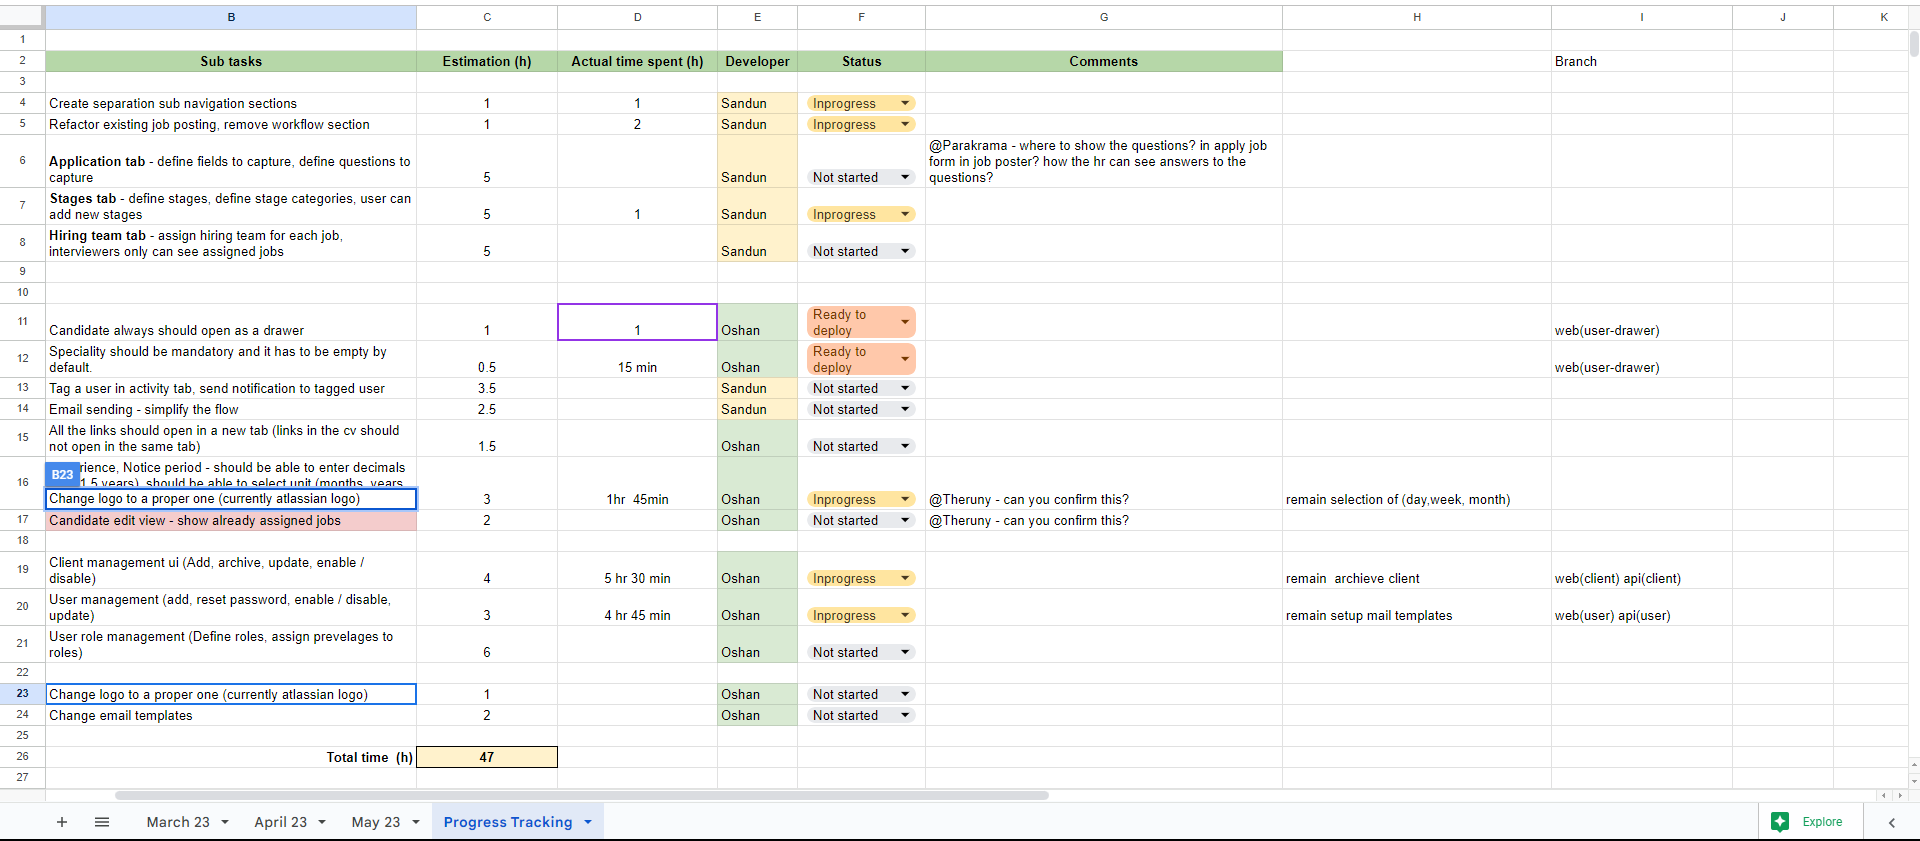 B C D E F G H I J K
1
2 Sub tasks Estimation (h) Actual time spent (h) Developer Status Comments Branch
3
4 Create separation sub navigation sections 1 1 Sandun Inprogress
5 Refactor existing job posting, remove workflow section 1 2 Sandun Inprogress
@Parakrama - where to show the questions? in apply job
6 Application tab - define fields to capture, define questions to form in job poster? how the hr can see answers to the
capture 5 Sandun Not started questions?
Stages tab - define stages, define stage categories, user can
7 add new stages 5 1 Sandun Inprogress
Hiring team tab - assign hiring team for each job,
8 interviewers only can see assigned jobs 5 Sandun Not started
9
10
Ready to
11 Candidate always should open as a drawer 1 1 Oshan deploy web(user-drawer)
Speciality should be mandatory and it has to be empty by Ready to
12 default. 0.5 15 min Oshan deploy web(user-drawer)
13 Tag a user in activity tab, send notification to tagged user 3.5 Sandun Not started
14 Email sending - simplify the flow 2.5 Sandun Not started
All the links should open in a new tab (links in the cv should
15 not open in the same tab) 1.5 Oshan Not started
rience, Notice period - should be able to enter decimals
B23
16 1.5 years), should be able to select unit (months, years
Change logo to a proper one (currently atlassian logo) 3 1hr 45min Oshan Inprogress @Theruny - can you confirm this? remain selection of (day,week, month)
17 Candidate edit view - show already assigned jobs 2 Oshan Not started @Theruny - can you confirm this?
18
Client management ui (Add, archive, update, enable /
19 disable) 4 5 hr 30 min Oshan Inprogress remain archieve client web(client) api(client)
User management (add, reset password, enable / disable,
20 update) 3 4 hr 45 min Oshan Inprogress remain setup mail templates web(user) api(user)
User role management (Define roles, assign prevelages to
21 roles) 6 Oshan Not started
22
23 Change logo to a proper one (currently atlassian logo) 1 Oshan Not started
24 Change email templates 2 Oshan Not started
25
26 Total time (h) 47
27
March 23 April 23 May 23 Progress Tracking Explore